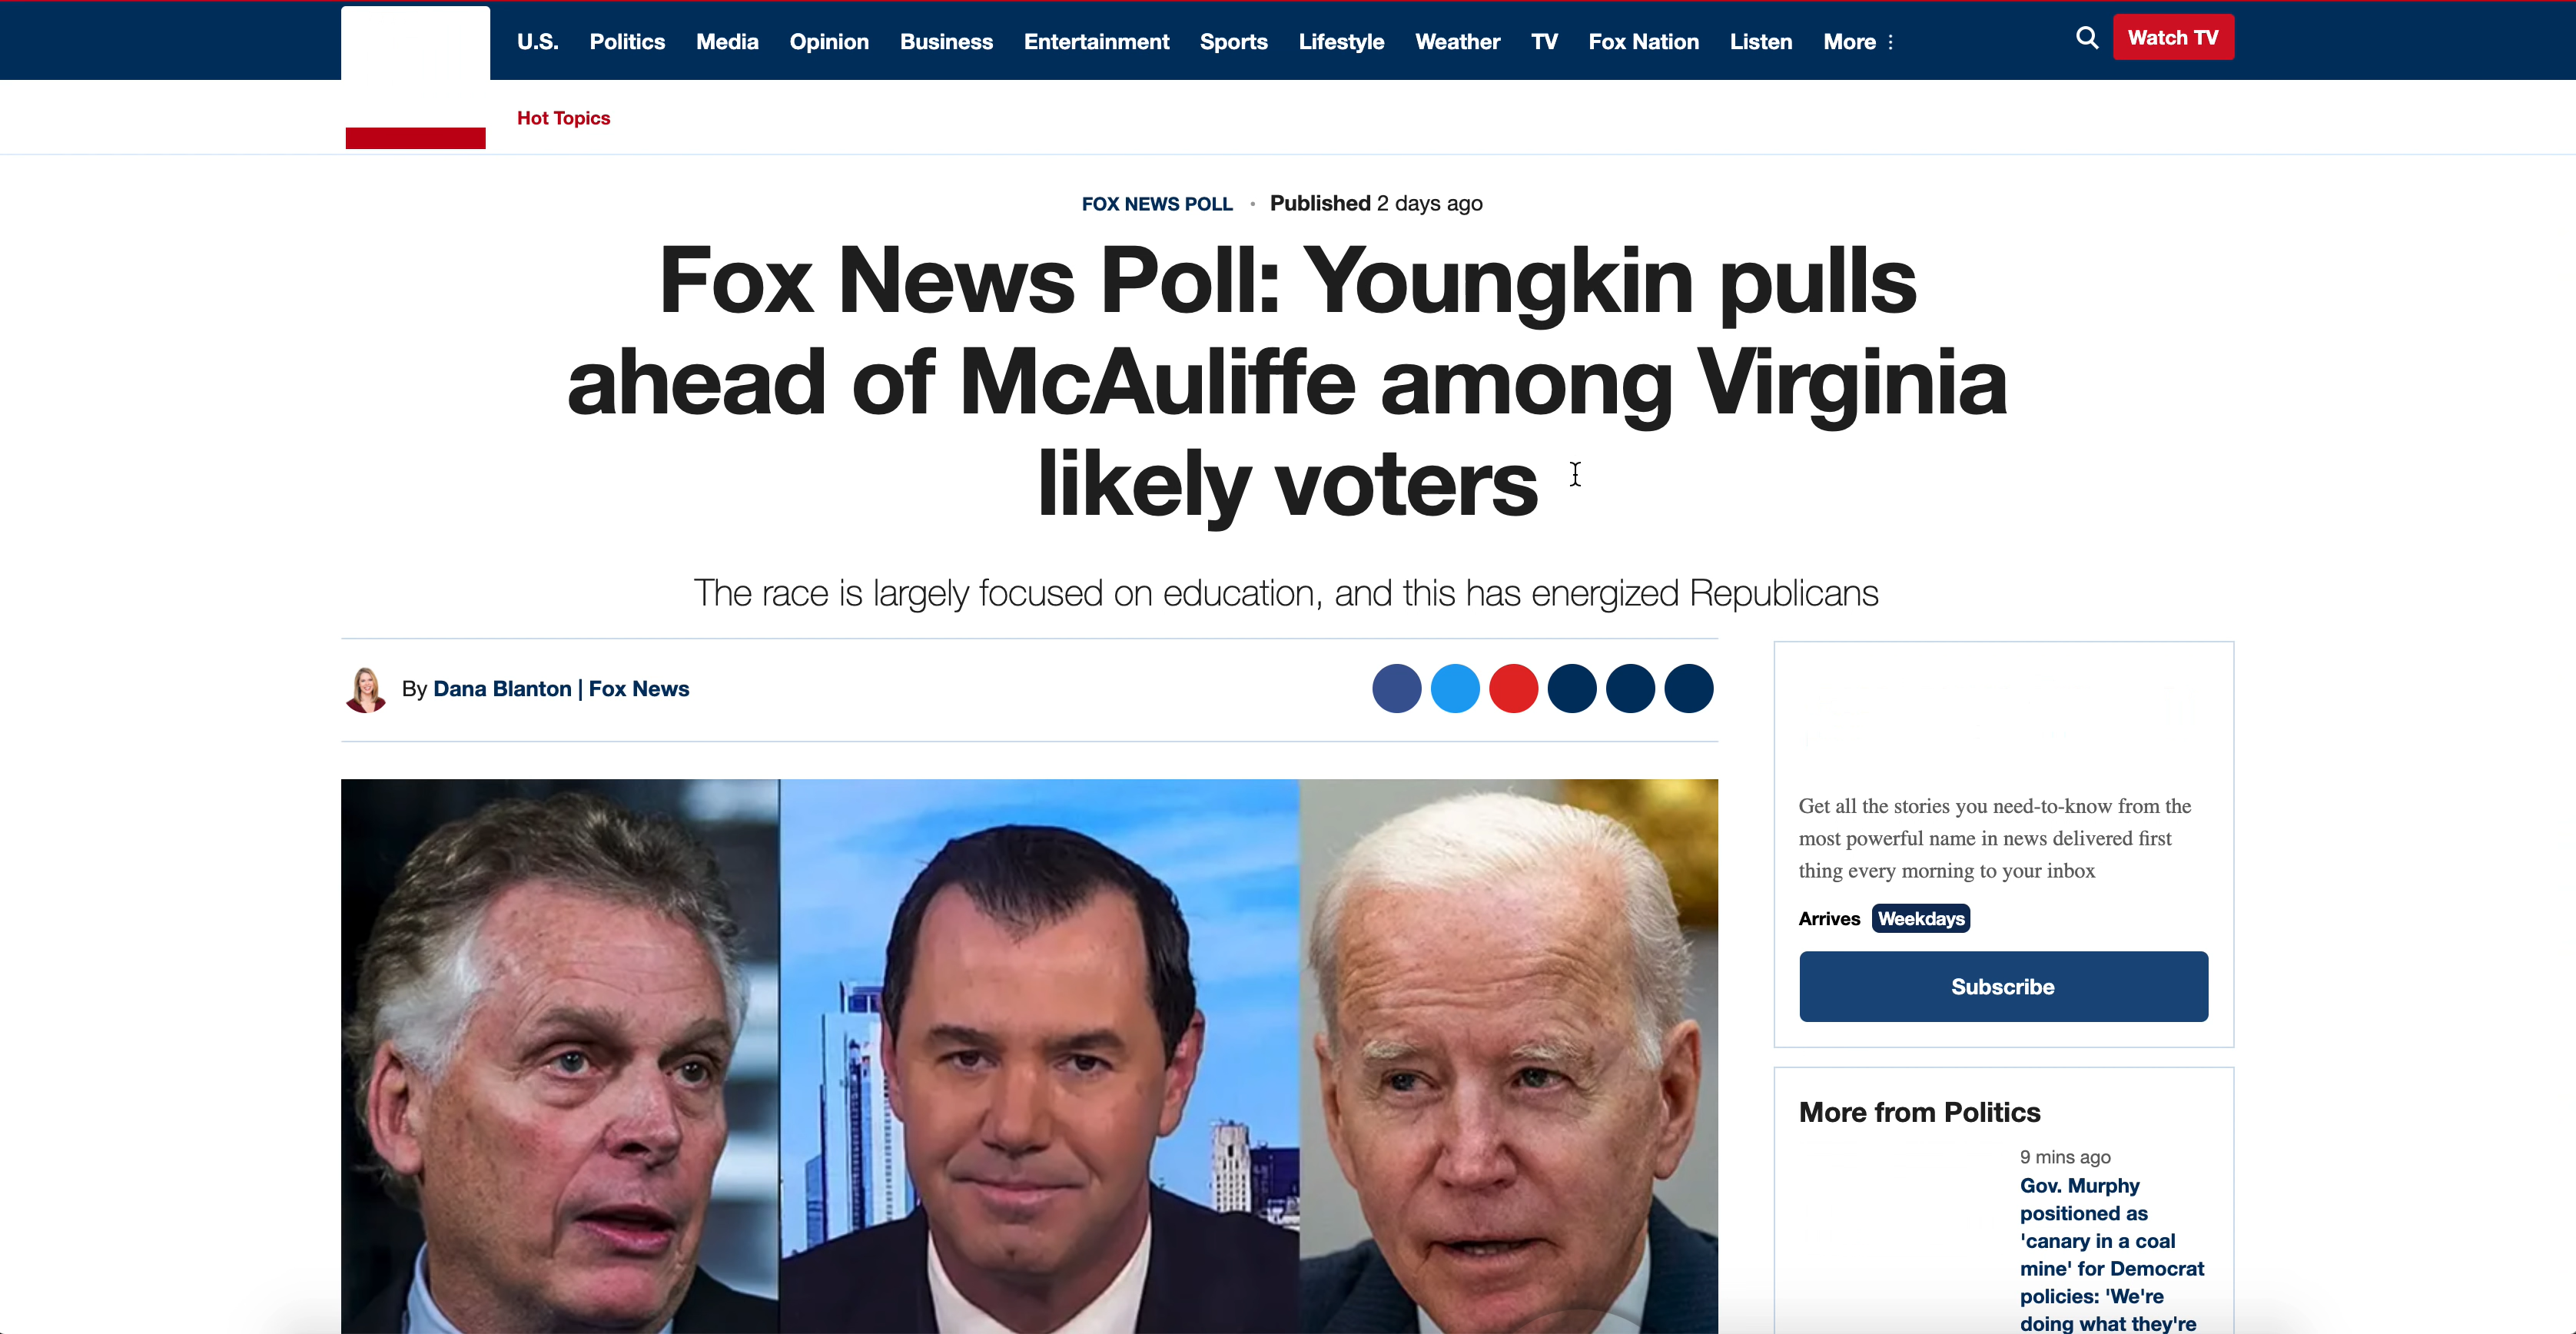 U.S. Politics Media Opinion Business Entertainment Sports Lifestyle Weather TV Fox Nation Listen More
Watch TV
Hot Topics
FOX NEWS POLL • Published 2 days ago
Fox News Poll: Youngkin pulls
ahead of McAuliffe among Virginia
likely voters
The race is largely focused on education, and this has energized Republicans
By Dana Blanton | Fox News
Get all the stories you need-to-know from the
most powerful name in news delivered first
thing every morning to your inbox
Arrives Weekdays
Subscribe
More from Politics
9 mins ago
Gov. Murphy
positioned as
'canary in a coal
mine' for Democrat
policies: 'We're
doing what they're